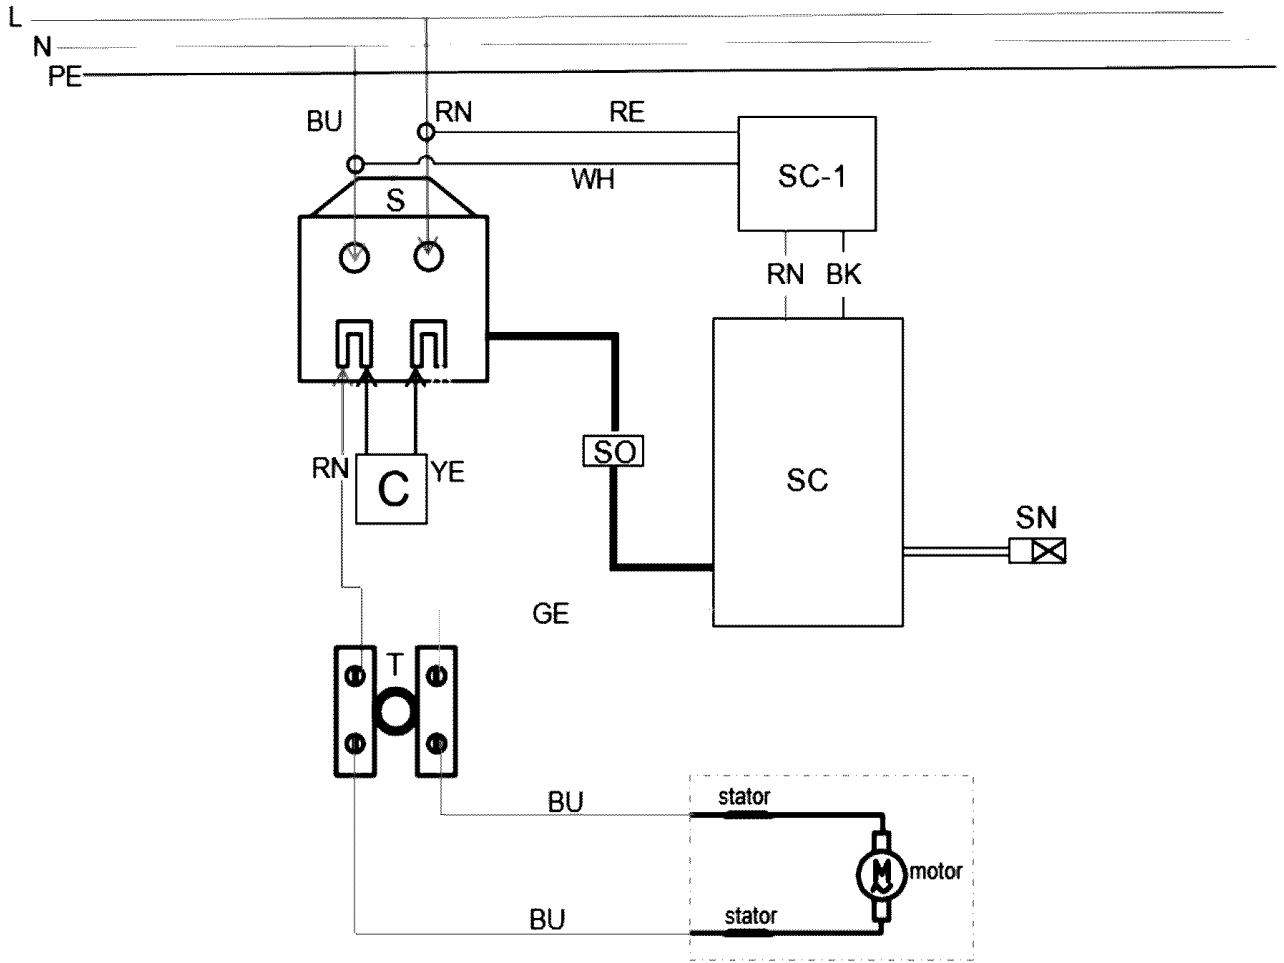 L
N
PE
BU
RN
RE
WH
SC-1
S
RN
BK
RN
C
YE
SO
SC
SN
GE
T
BU
stator
M
motor
BU
stator